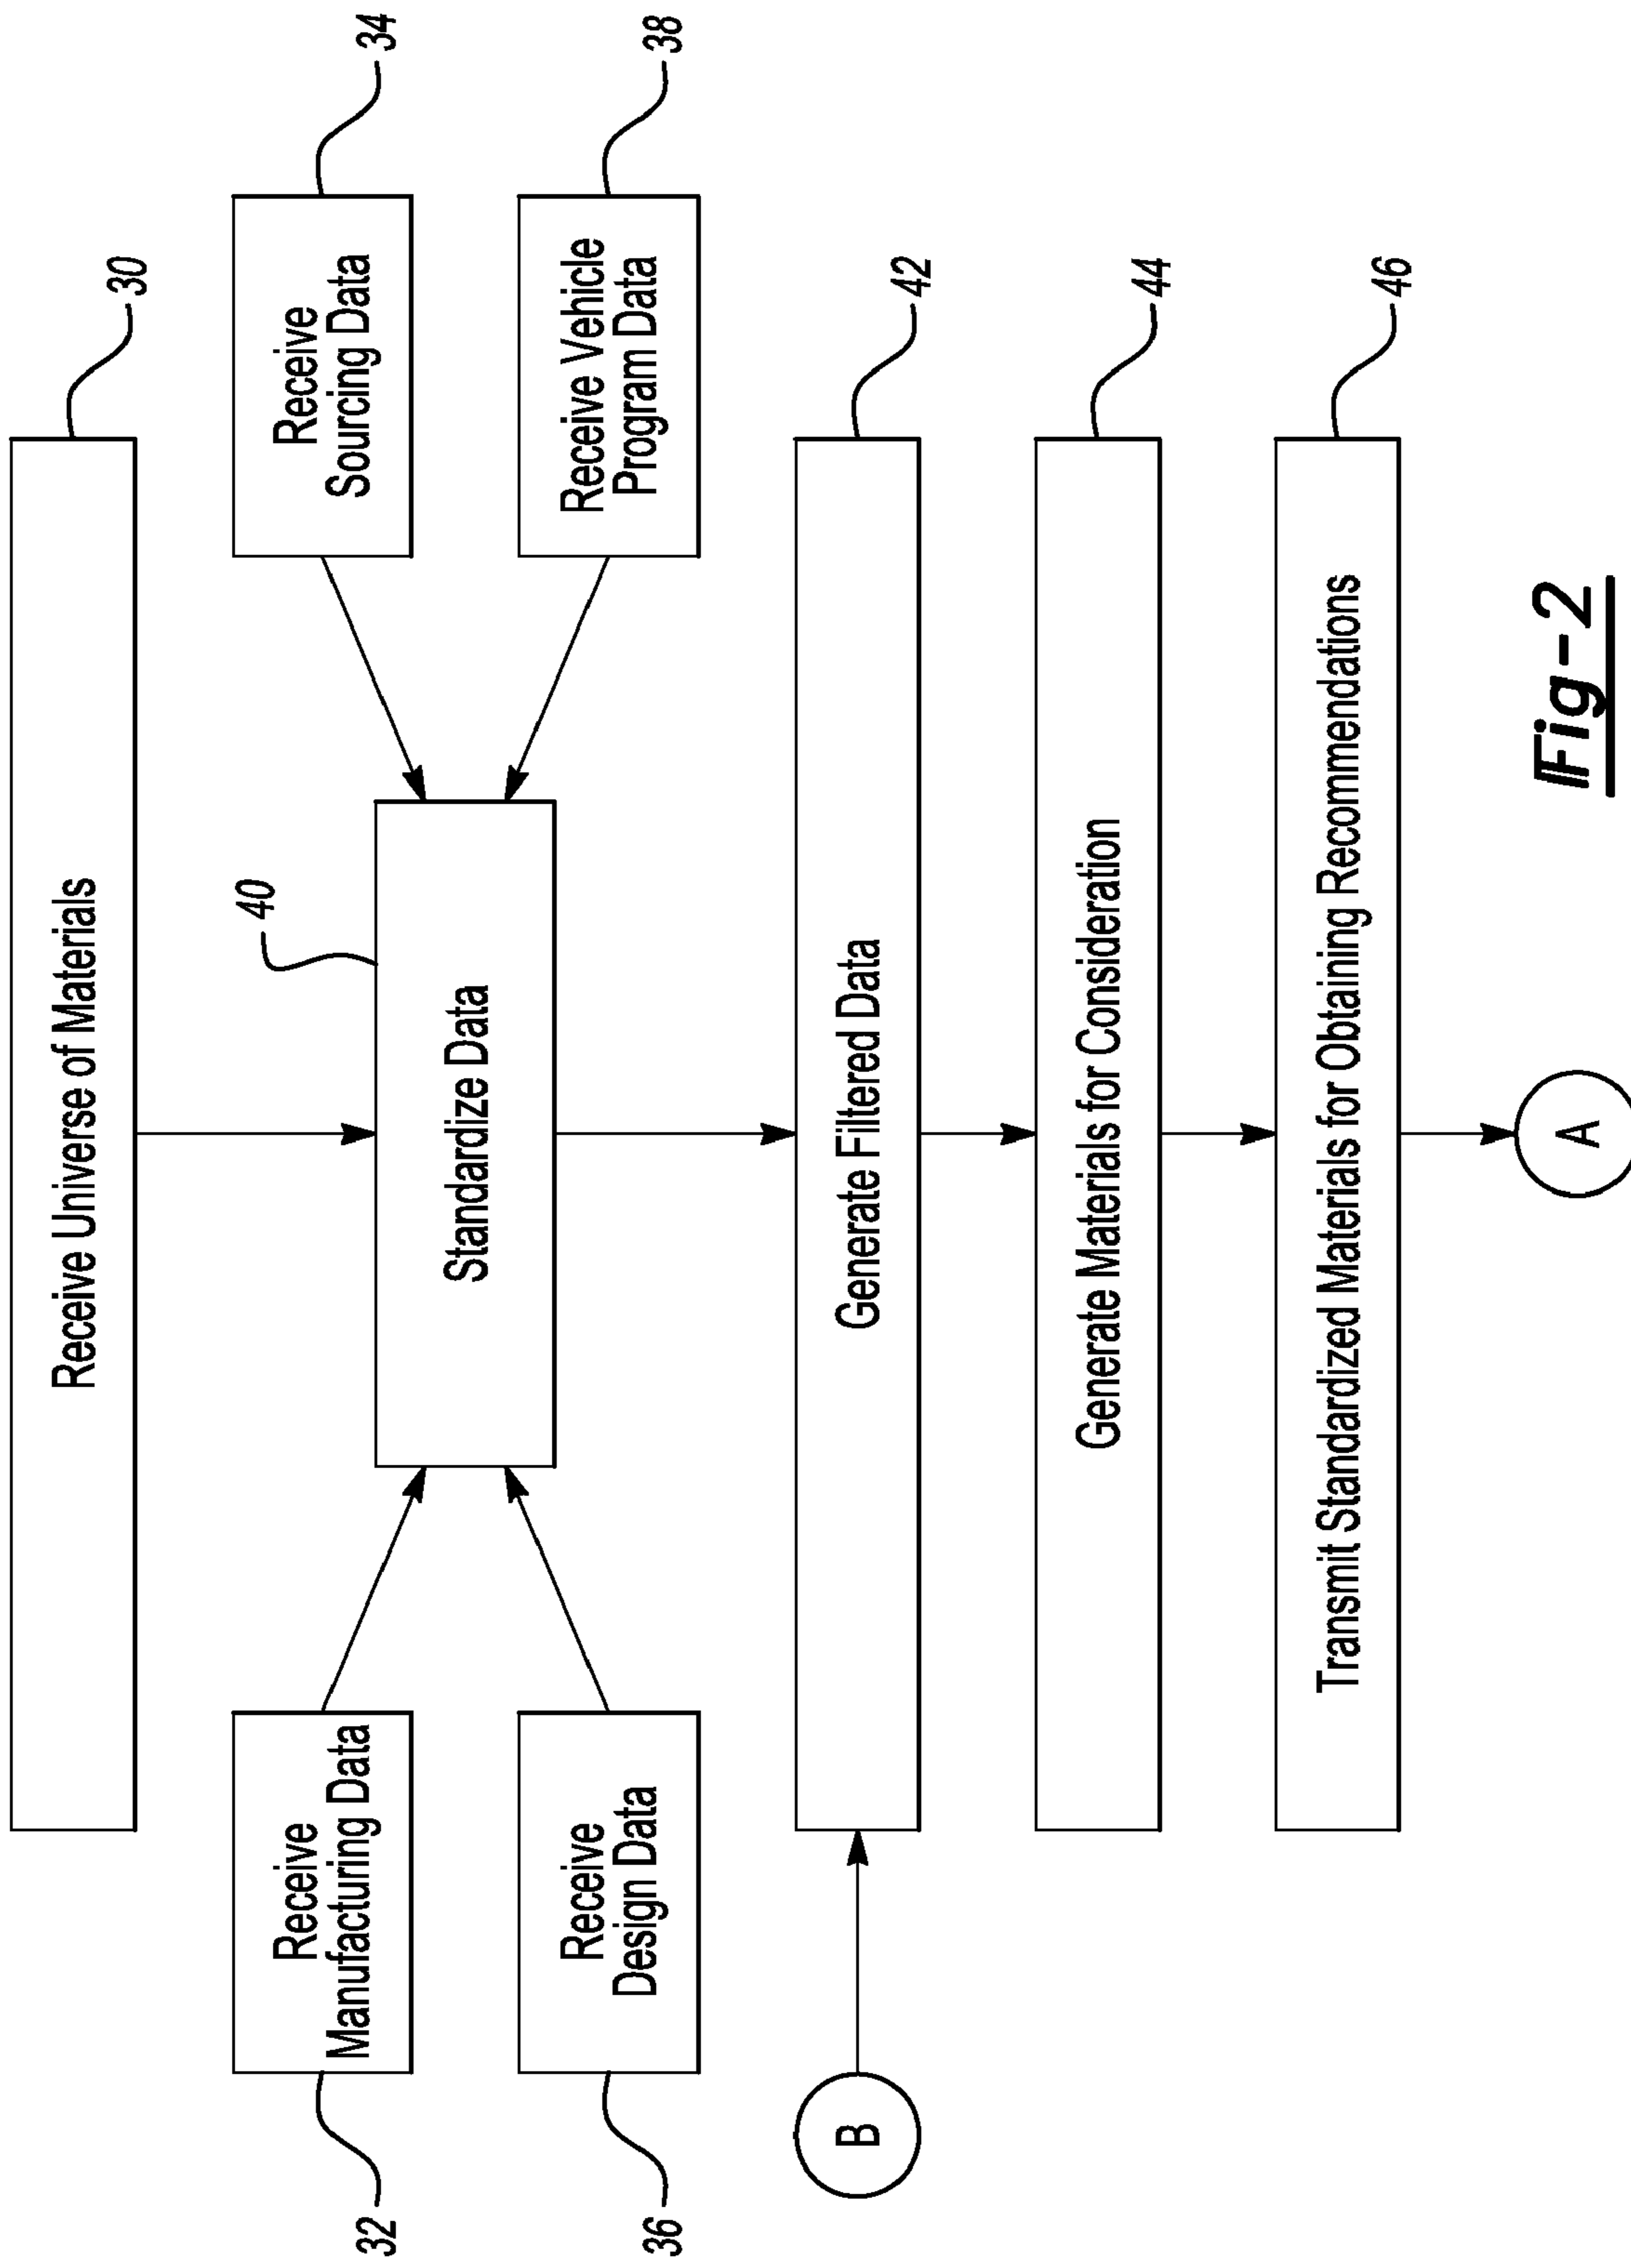 Receive Universe of Materials
30
Receive
Manufacturing Data
32
Receive
Sourcing Data
34
40
Standardize Data
Receive
Design Data
36
Receive Vehicle
Program Data
38
B
Generate Filtered Data
42
Generate Materials for Consideration
44
Transmit Standardized Materials for Obtaining Recommendations
46
A
Fig-2